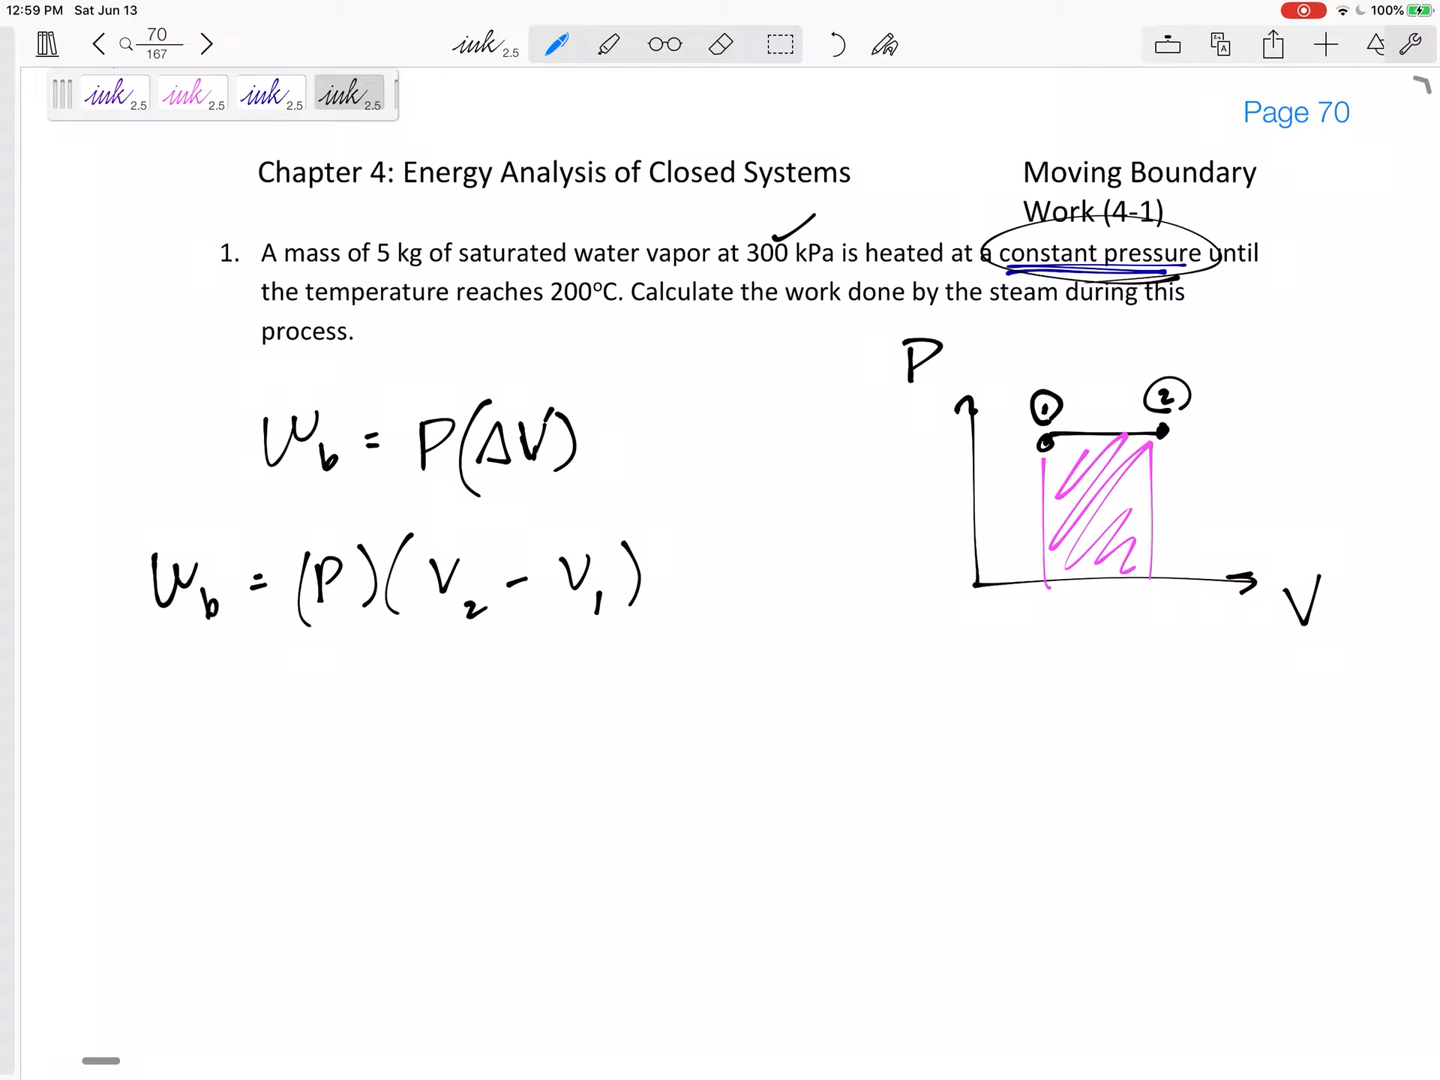 12:59 PM Sat Jun 13
100%
70
167
ink 2.5
ink 2.5 ink 2.5 ink 2.5 ink 2.5
Page 70
Chapter 4: Energy Analysis of Closed Systems
Moving Boundary
Work (4-1)
1. A mass of 5 kg of saturated water vapor at 300 kPa is heated at a constant pressure until
the temperature reaches 200°C. Calculate the work done by the steam during this
process.
P
① ②
W_b = P(ΔV)
W_b = (P)(V₂ - V₁)
V